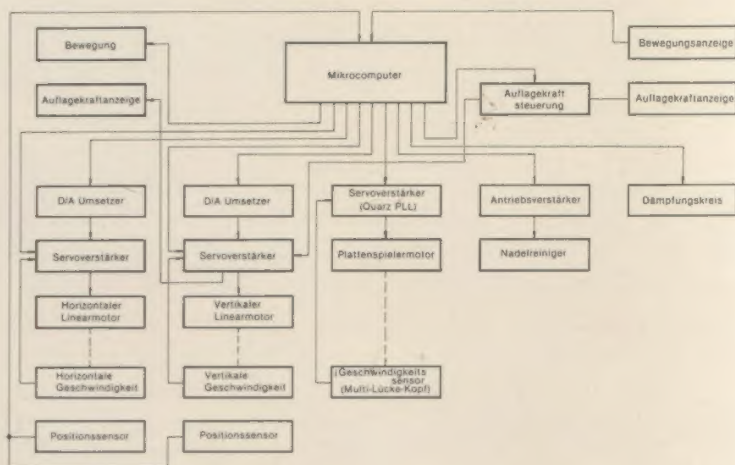 Bewegung
Bewegungsanzeige
Mikrocomputer
Auflagekraftanzeige
Auflagekraft
steuerung
Auflagekraftanzeige
D/A Umsetzer
D/A Umsetzer
Servoverstärker
(Quarz PLL)
Antriebsverstärker
Dämpfungskreis
Servoverstärker
Servoverstärker
Plattenspielermotor
Nadelreiniger
Horizontaler
Linearmotor
Vertikaler
Linearmotor
Horizontale
Geschwindigkeit
Vertikale
Geschwindigkeit
(Geschwindigkeits
sensor
(Multi-Lücke-Kopf)
Positionssensor
Positionssensor